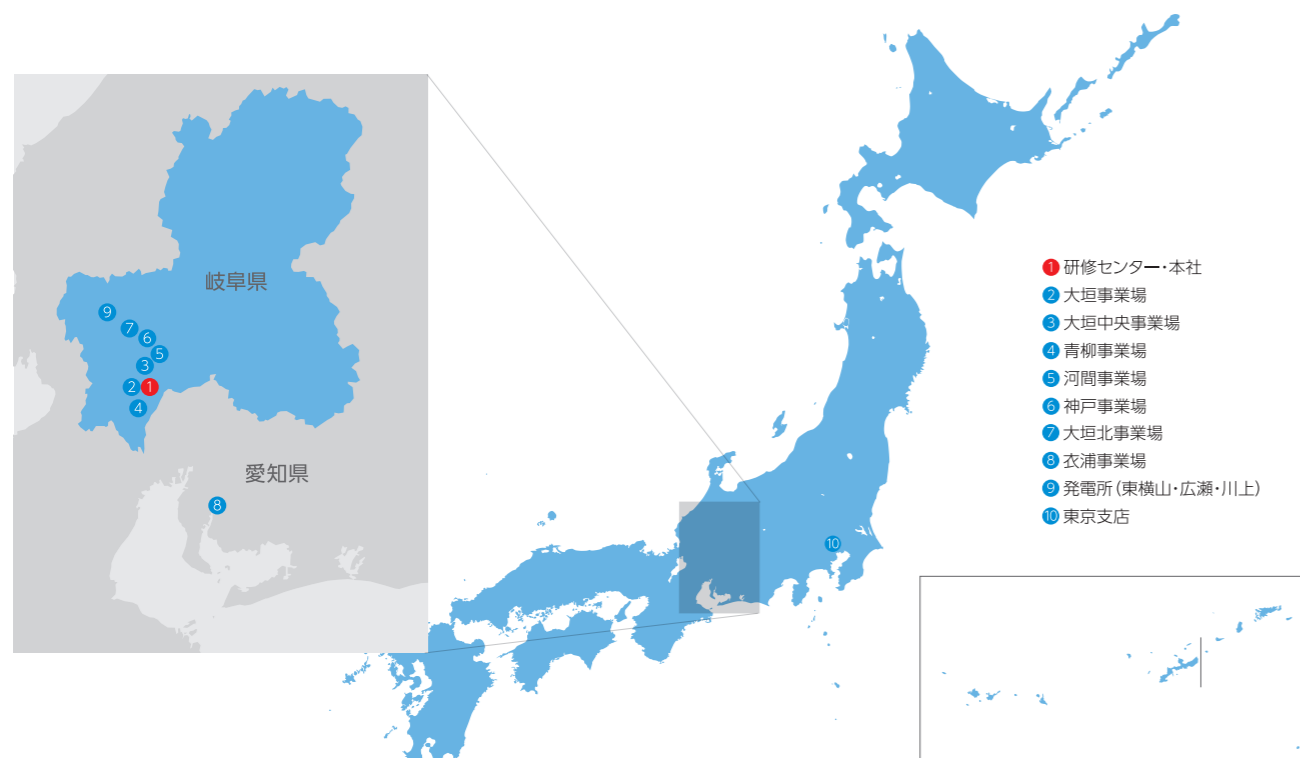 岐阜県
9
7
6
5
3
2
1
4
愛知県
8
10
1 研修センター・本社
2 大垣事業場
3 大垣中央事業場
4 青柳事業場
5 河間事業場
6 神戸事業場
7 大垣北事業場
8 衣浦事業場
9 発電所（東横山・広瀬・川上）
10 東京支店